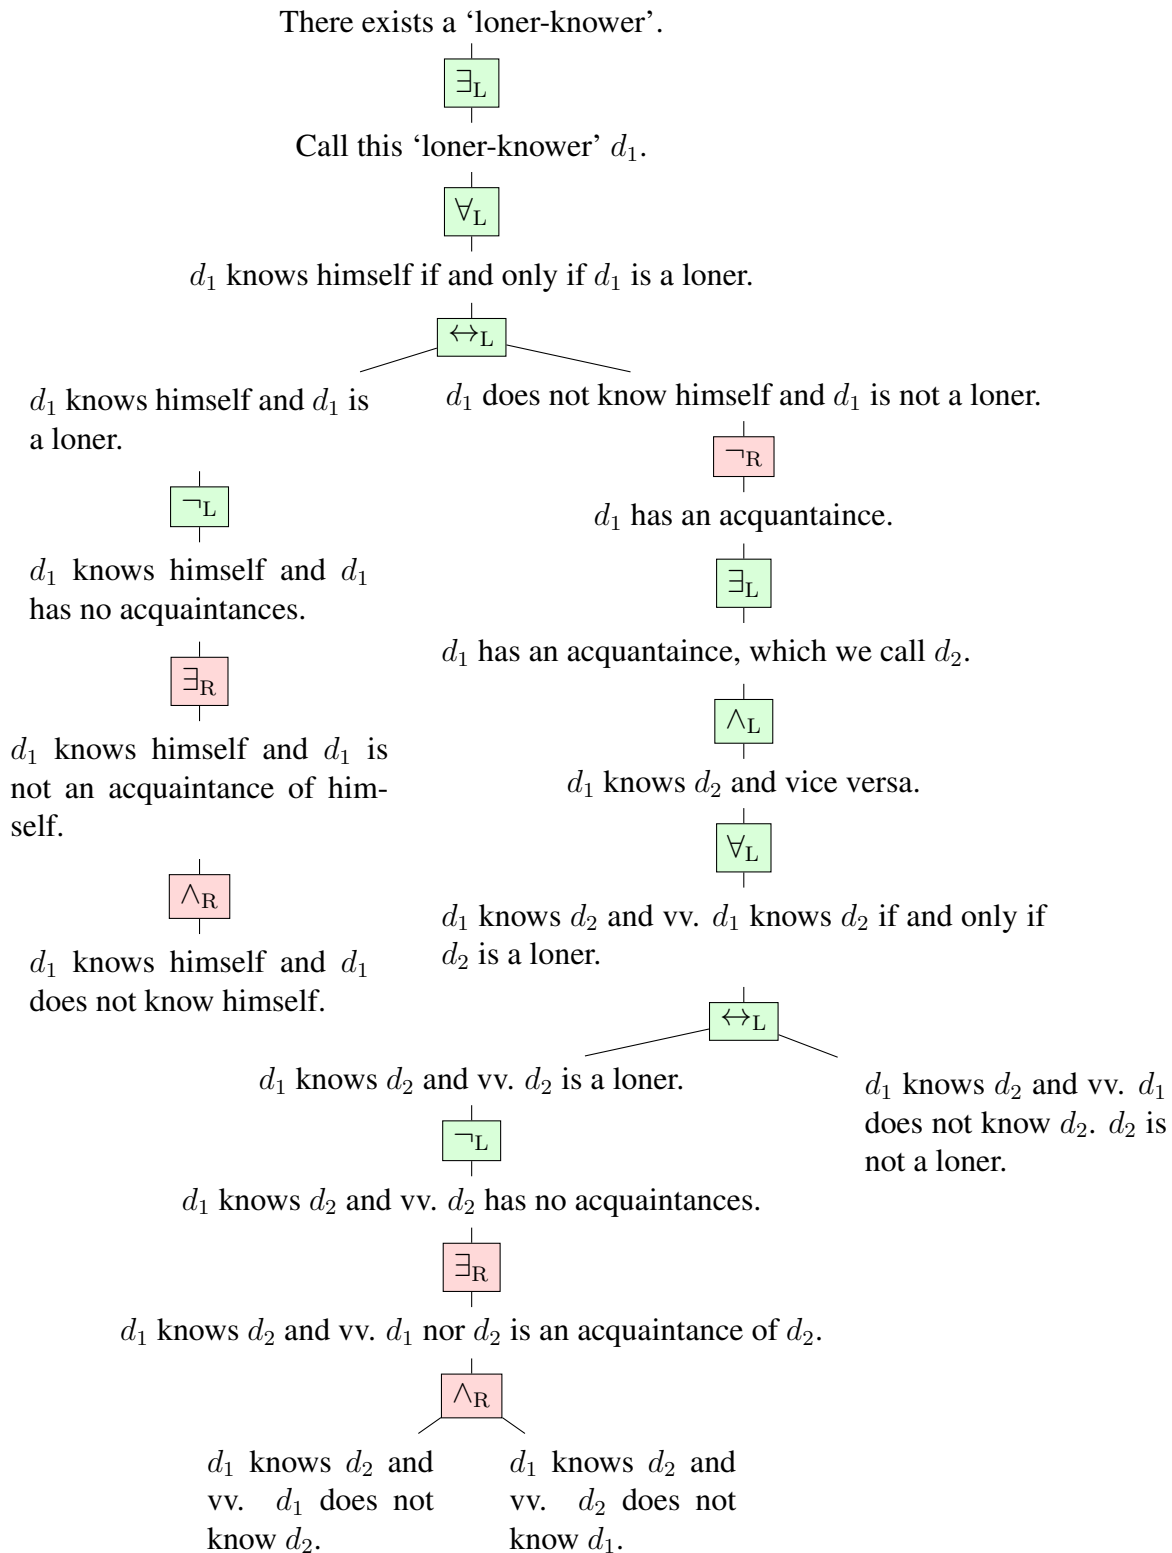 There exists a ‘loner-knower’.
∃L
Call this ‘loner-knower’ d1.
∀L
d1 knows himself if and only if d1 is a loner.
↔L
d1 knows himself and d1 is
a loner.
d1 does not know himself and d1 is not a loner.
¬L
¬R
d1 knows himself and d1
has no acquaintances.
d1 has an acquantaince.
∃R
∃L
d1 knows himself and d1 is
not an acquaintance of him-
self.
d1 has an acquantaince, which we call d2.
∧L
d1 knows d2 and vice versa.
∧R
∀L
d1 knows himself and d1
does not know himself.
d1 knows d2 and vv. d1 knows d2 if and only if
d2 is a loner.
↔L
d1 knows d2 and vv. d2 is a loner.
d1 knows d2 and vv. d1
does not know d2. d2 is
not a loner.
¬L
d1 knows d2 and vv. d2 has no acquaintances.
∃R
d1 knows d2 and vv. d1 nor d2 is an acquaintance of d2.
∧R
d1 knows d2 and
vv. d1 does not
know d2.
d1 knows d2 and
vv. d2 does not
know d1.